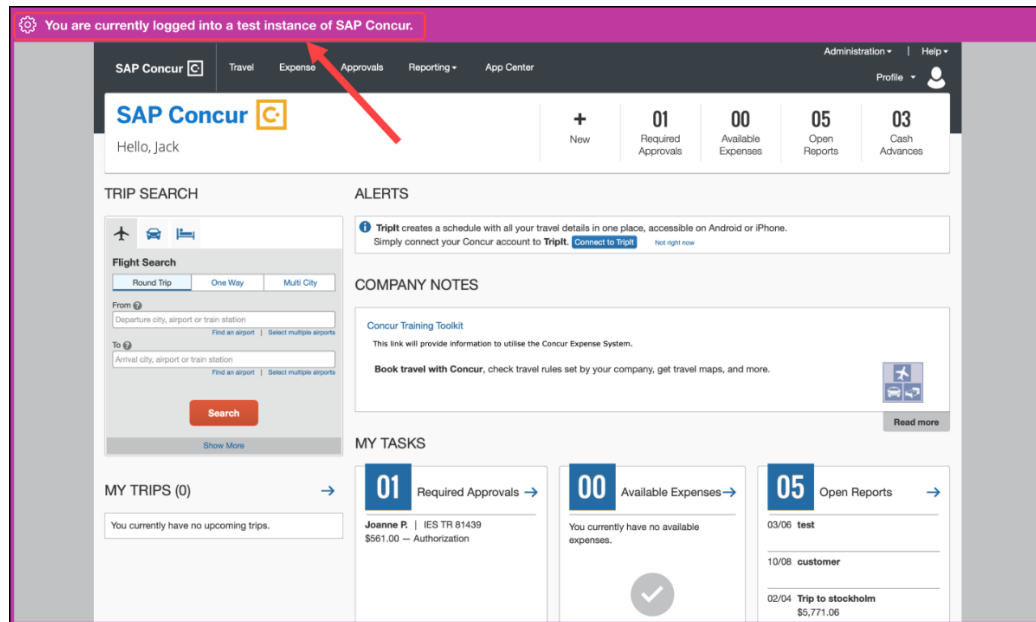 You are currently logged into a test instance of SAP Concur.
Administration | Help
SAP Concur C Travel Expense Approvals Reporting App Center
Profile
SAP Concur C
Hello, Jack
+ 01 00 05 03
New Required Available Open Cash
Approvals Expenses Reports Advances
TRIP SEARCH
Flight Search
Round Trip One Way Multi City
From ?
Departure city, airport or train station
Find an airport | Select multiple airports
To ?
Arrival city, airport or train station
Find an airport | Select multiple airports
Search
Show More
MY TRIPS (0) →
You currently have no upcoming trips.
ALERTS
i TripIt creates a schedule with all your travel details in one place, accessible on Android or iPhone.
Simply connect your Concur account to TripIt. Connect to TripIt Not right now
COMPANY NOTES
Concur Training Toolkit
This link will provide information to utilise the Concur Expense System.
Book travel with Concur, check travel rules set by your company, get travel maps, and more.
Read more
MY TASKS
01 Required Approvals →
Joanne P. | IES TR 81439
$561.00 — Authorization
00 Available Expenses →
You currently have no available
expenses.
05 Open Reports →
03/06 test
10/08 customer
02/04 Trip to stockholm
$5,771.06